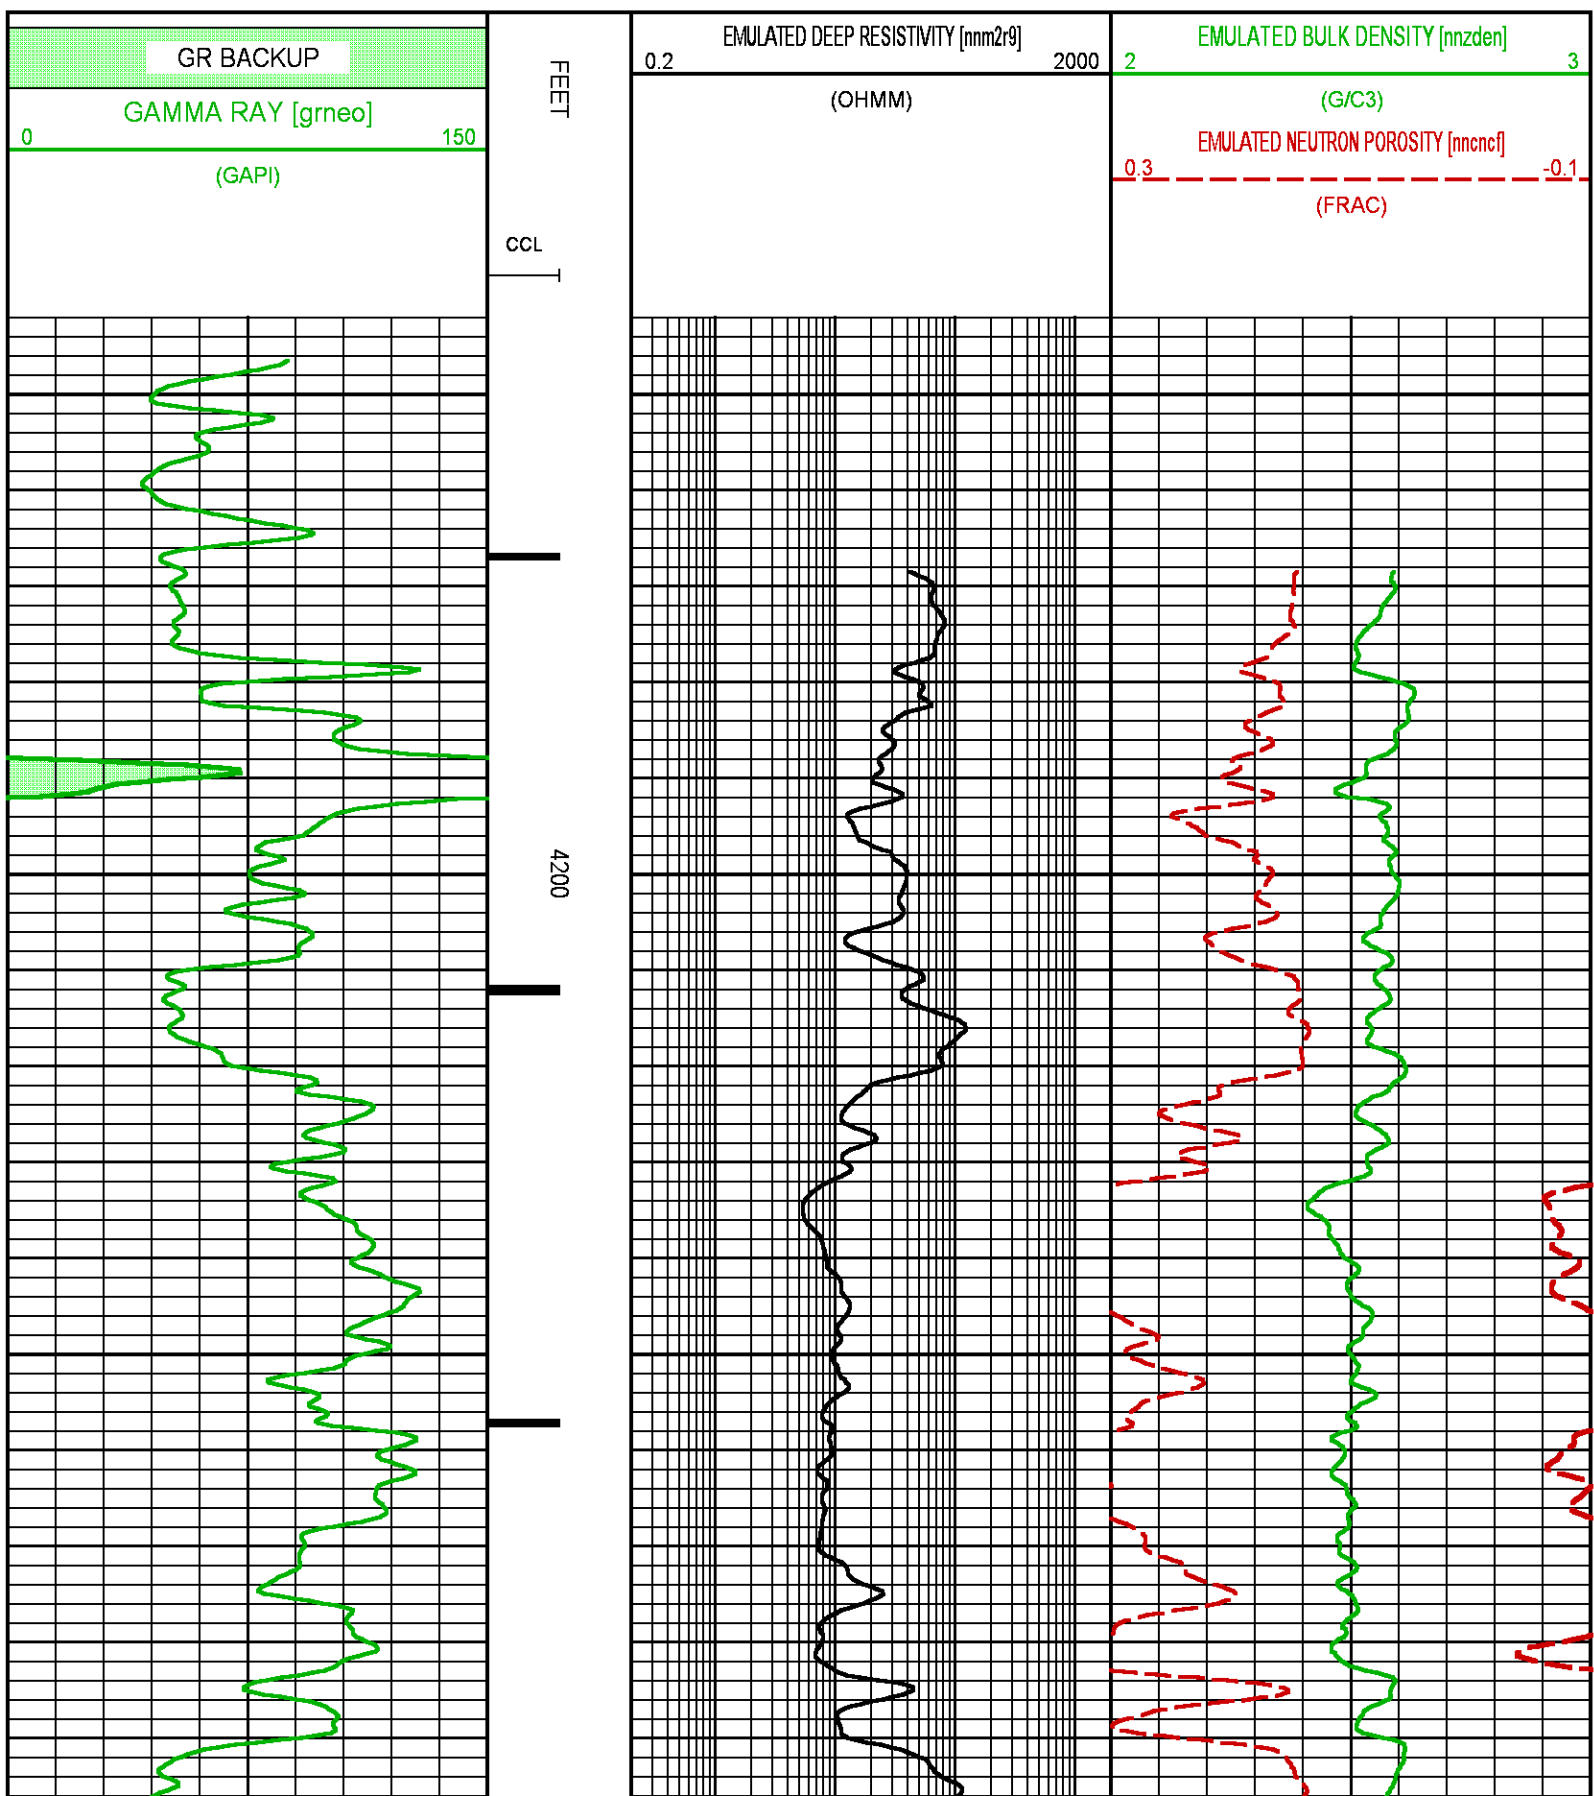 GR BACKUP
GAMMA RAY [grneo]
0 150
(GAPI)
FEET
CCL
4200
EMULATED DEEP RESISTIVITY [nnm2r9]
0.2 2000
(OHMM)
EMULATED BULK DENSITY [nnzden]
2 3
(G/C3)
EMULATED NEUTRON POROSITY [nncncf]
0.3 -0.1
(FRAC)